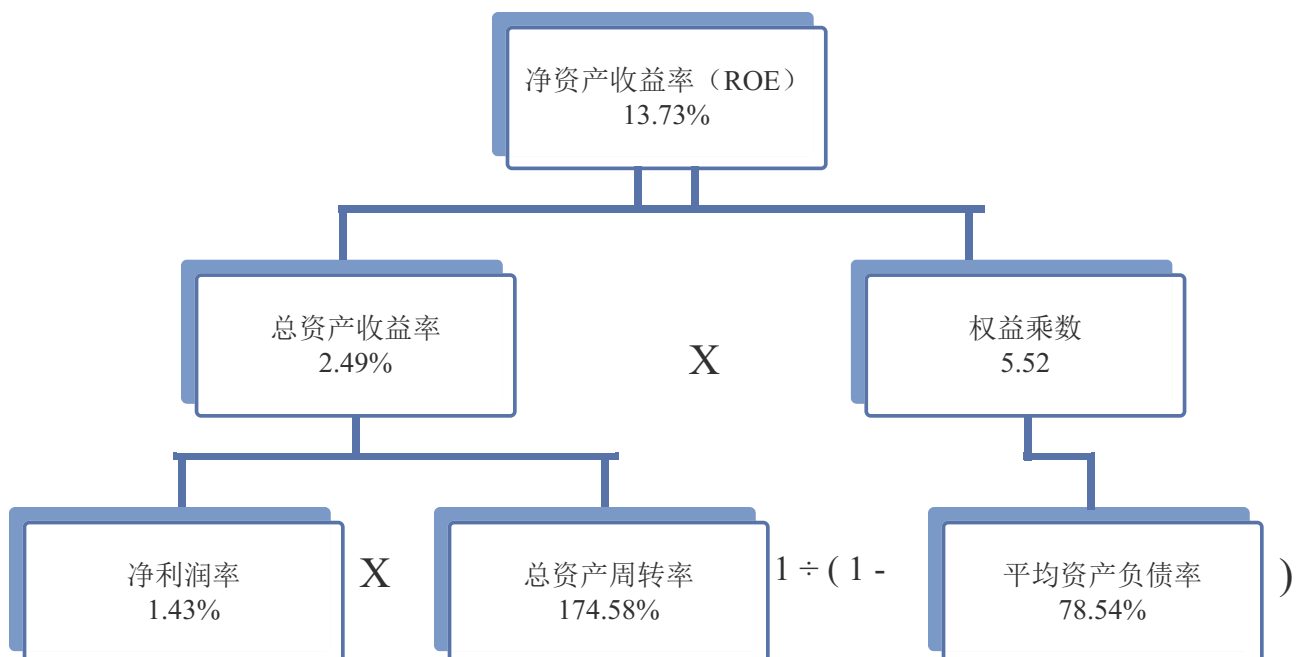 净资产收益率（ROE）
13.73%
总资产收益率
2.49%
X
权益乘数
5.52
净利润率
1.43%
X
总资产周转率
174.58%
1 ÷ ( 1 -
平均资产负债率
78.54%
)